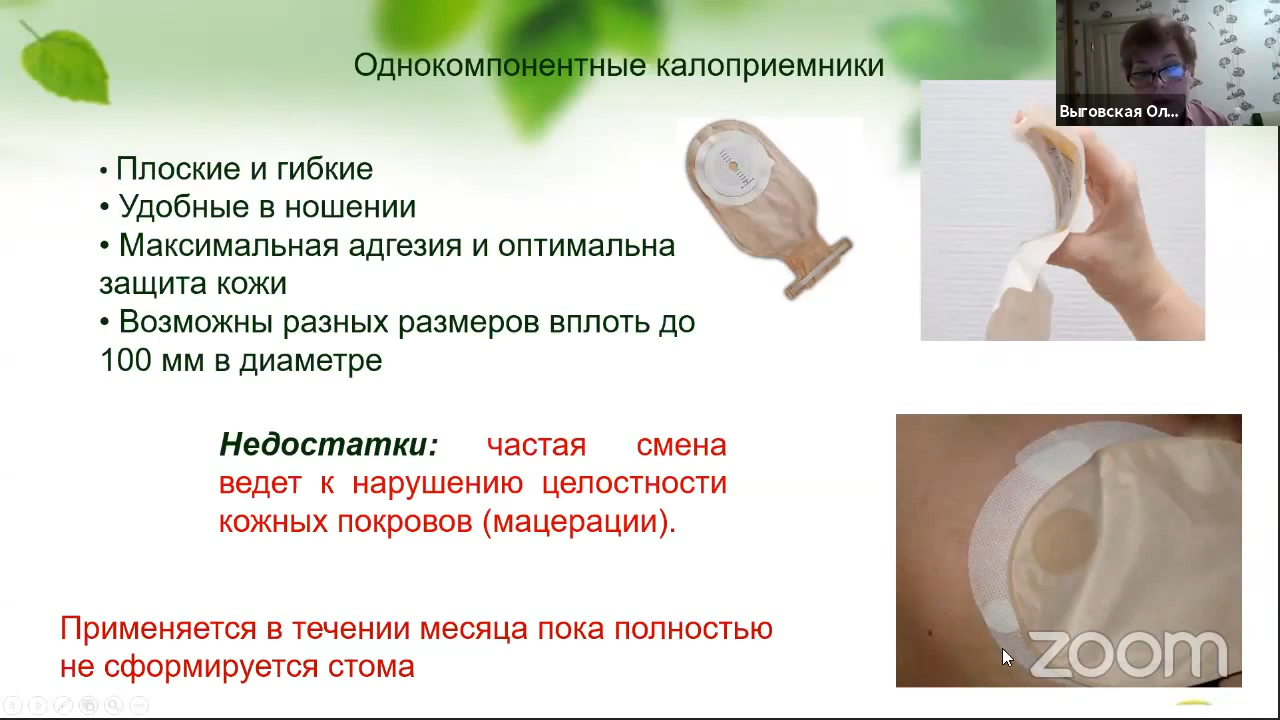 Однокомпонентные калоприемники
Выговская Ол...
• Плоские и гибкие
• Удобные в ношении
• Максимальная адгезия и оптимальна
защита кожи
• Возможны разных размеров вплоть до
100 мм в диаметре
Недостатки: частая смена
ведет к нарушению целостности
кожных покровов (мацерации).
Применяется в течении месяца пока полностью
не сформируется стома
zoom